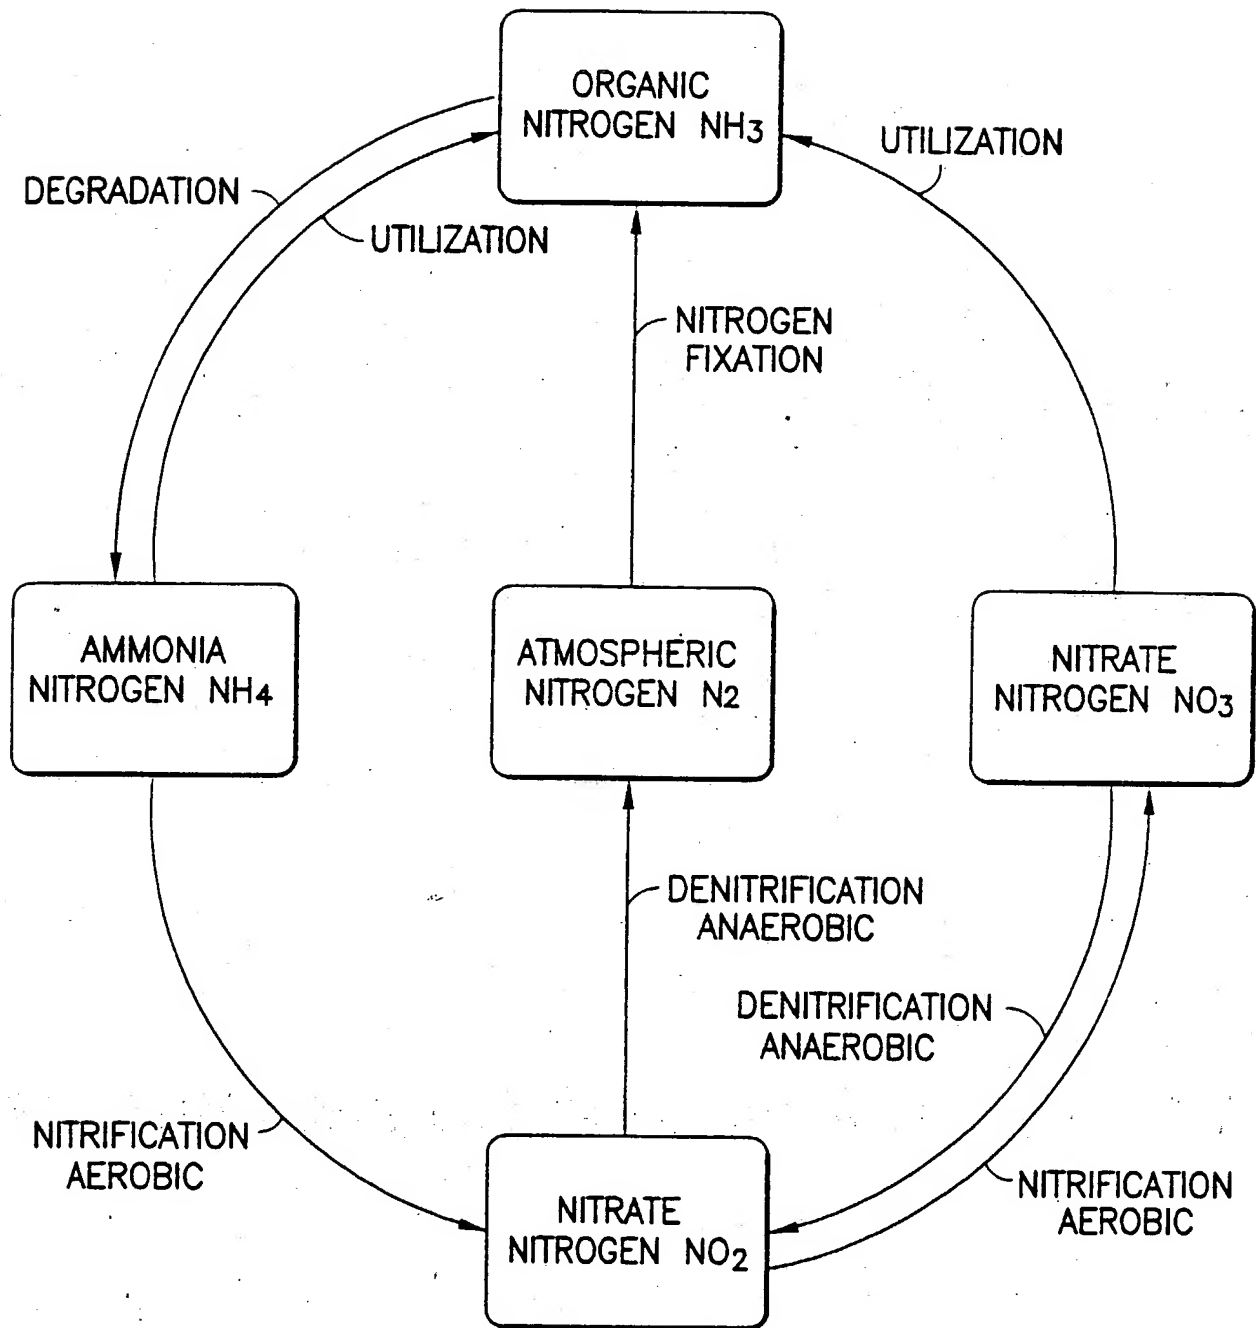 ORGANIC
NITROGEN NH3
UTILIZATION
DEGRADATION
UTILIZATION
NITROGEN
FIXATION
AMMONIA
NITROGEN NH4
ATMOSPHERIC
NITROGEN N2
NITRATE
NITROGEN NO3
DENITRIFICATION
ANAEROBIC
DENITRIFICATION
ANAEROBIC
NITRIFICATION
AEROBIC
NITRATE
NITROGEN NO2
NITRIFICATION
AEROBIC